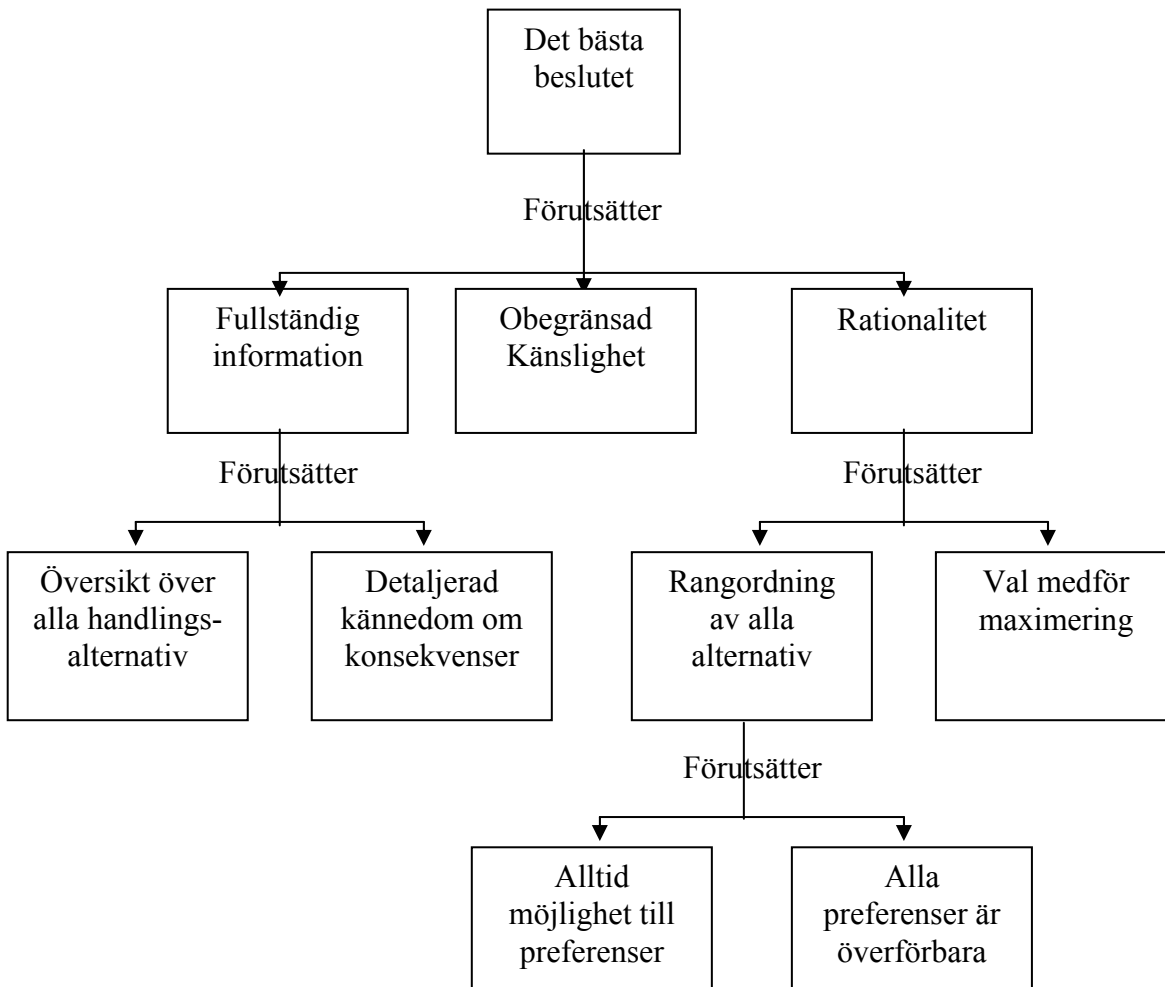 Det bästa
beslutet
Förutsätter
Fullständig
information
Obegränsad
Känslighet
Rationalitet
Förutsätter
Förutsätter
Översikt över
alla handlings-
alternativ
Detaljerad
kännedom om
konsekvenser
Rangordning
av alla
alternativ
Val medför
maximering
Förutsätter
Alltid
möjlighet till
preferenser
Alla
preferenser är
överförbara